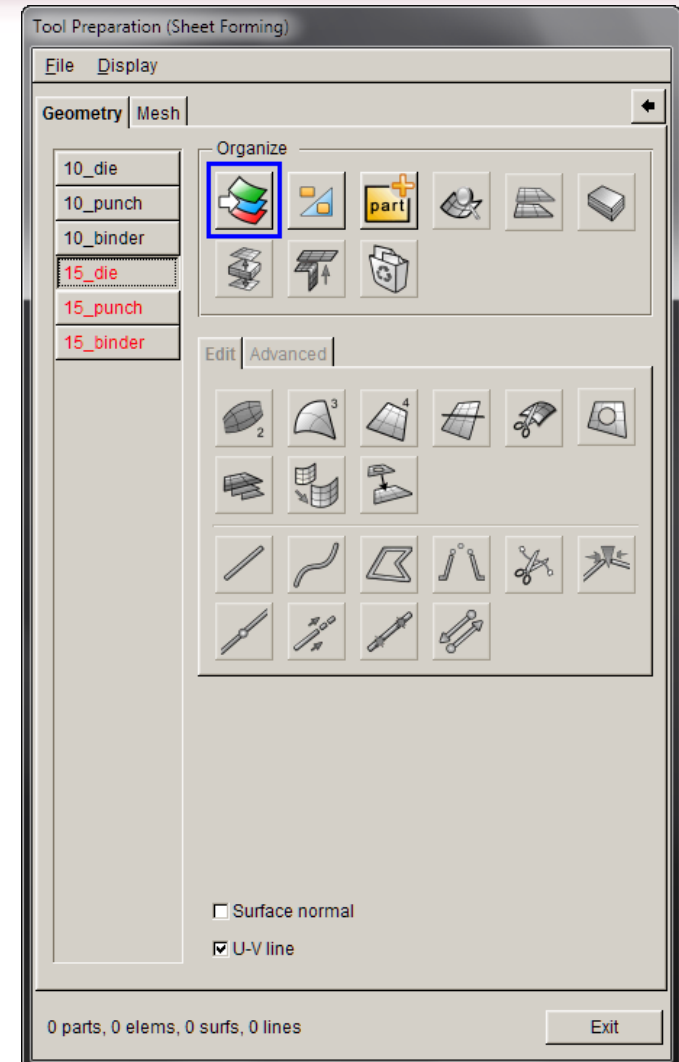 Tool Preparation (Sheet Forming)
File Display
Geometry Mesh
10_die
10_punch
10_binder
15_die
15_punch
15_binder
Organize
part
Edit Advanced
2
3
4
Surface normal
U-V line
0 parts, 0 elems, 0 surfs, 0 lines
Exit